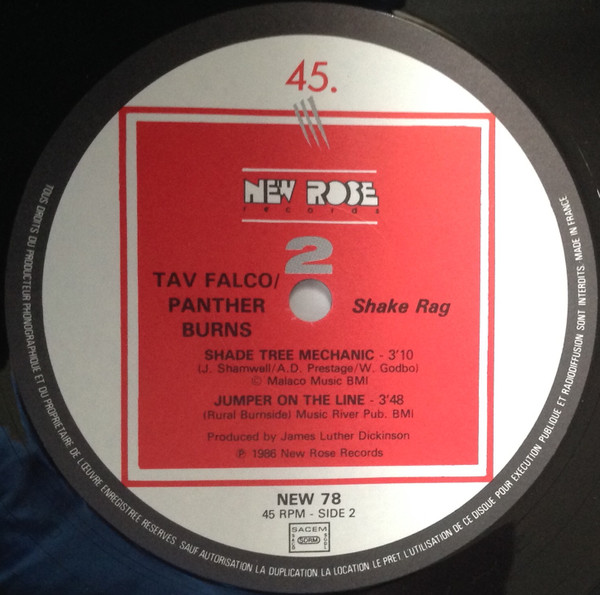 45.
NEW ROSE
records
2
TAV FALCO/
PANTHER
BURNS
Shake Rag
SHADE TREE MECHANIC - 3'10
(J. Shamwell/A.D. Prestage/W. Godbo)
© Malaco Music BMI
JUMPER ON THE LINE - 3'48
(Rural Burnside) Music River Pub. BMI
Produced by James Luther Dickinson
℗ 1986 New Rose Records
NEW 78
45 RPM - SIDE 2
SACEM
SDRM
TOUS DROITS DU PRODUCTEUR PHONOGRAPHIQUE ET DU PROPRIETAIRE DE L'ŒUVRE ENREGISTREE RESERVES SAUF AUTORISATION LA DUPLICATION LA LOCATION LE PRET L'UTILISATION DE CE DISQUE POUR EXECUTION PUBLIQUE ET RADIODIFFUSION SONT INTERDITS. MADE IN FRANCE